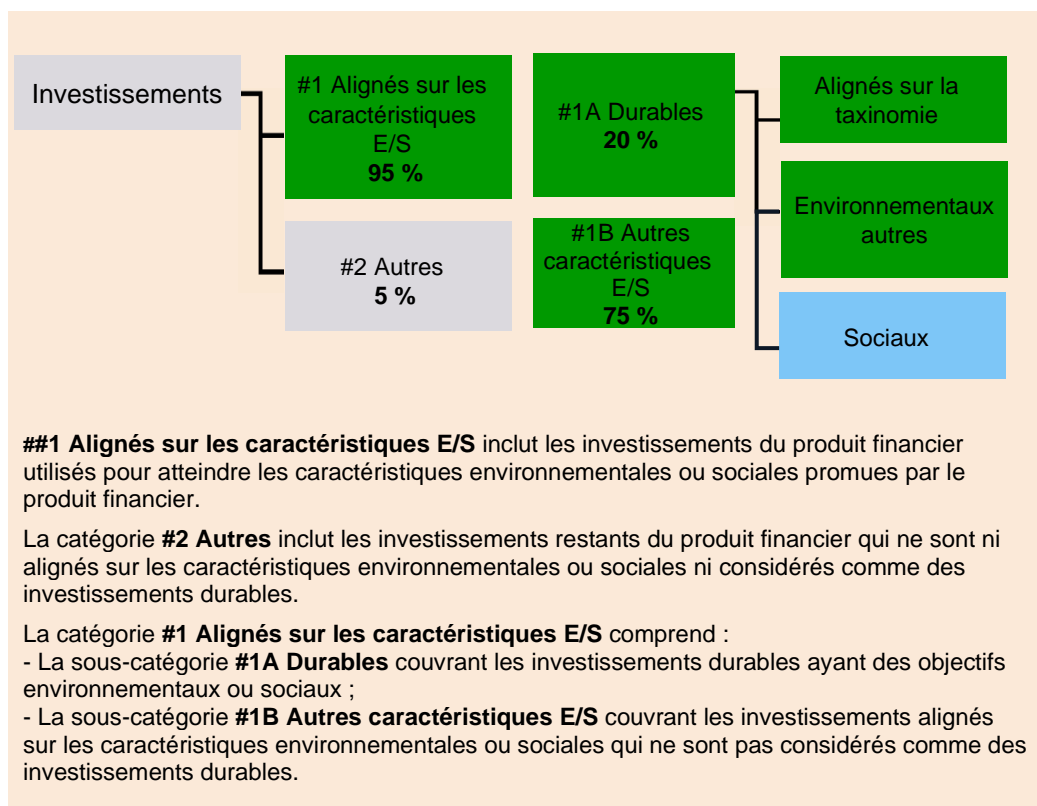 Investissements
#1 Alignés sur les
caractéristiques
E/S
95 %
#2 Autres
5 %
#1A Durables
20 %
#1B Autres
caractéristiques
E/S
75 %
Alignés sur la
taxinomie
Environnementaux
autres
Sociaux
##1 Alignés sur les caractéristiques E/S inclut les investissements du produit financier
utilisés pour atteindre les caractéristiques environnementales ou sociales promues par le
produit financier.
La catégorie #2 Autres inclut les investissements restants du produit financier qui ne sont ni
alignés sur les caractéristiques environnementales ou sociales ni considérés comme des
investissements durables.
La catégorie #1 Alignés sur les caractéristiques E/S comprend :
- La sous-catégorie #1A Durables couvrant les investissements durables ayant des objectifs
environnementaux ou sociaux ;
- La sous-catégorie #1B Autres caractéristiques E/S couvrant les investissements alignés
sur les caractéristiques environnementales ou sociales qui ne sont pas considérés comme des
investissements durables.